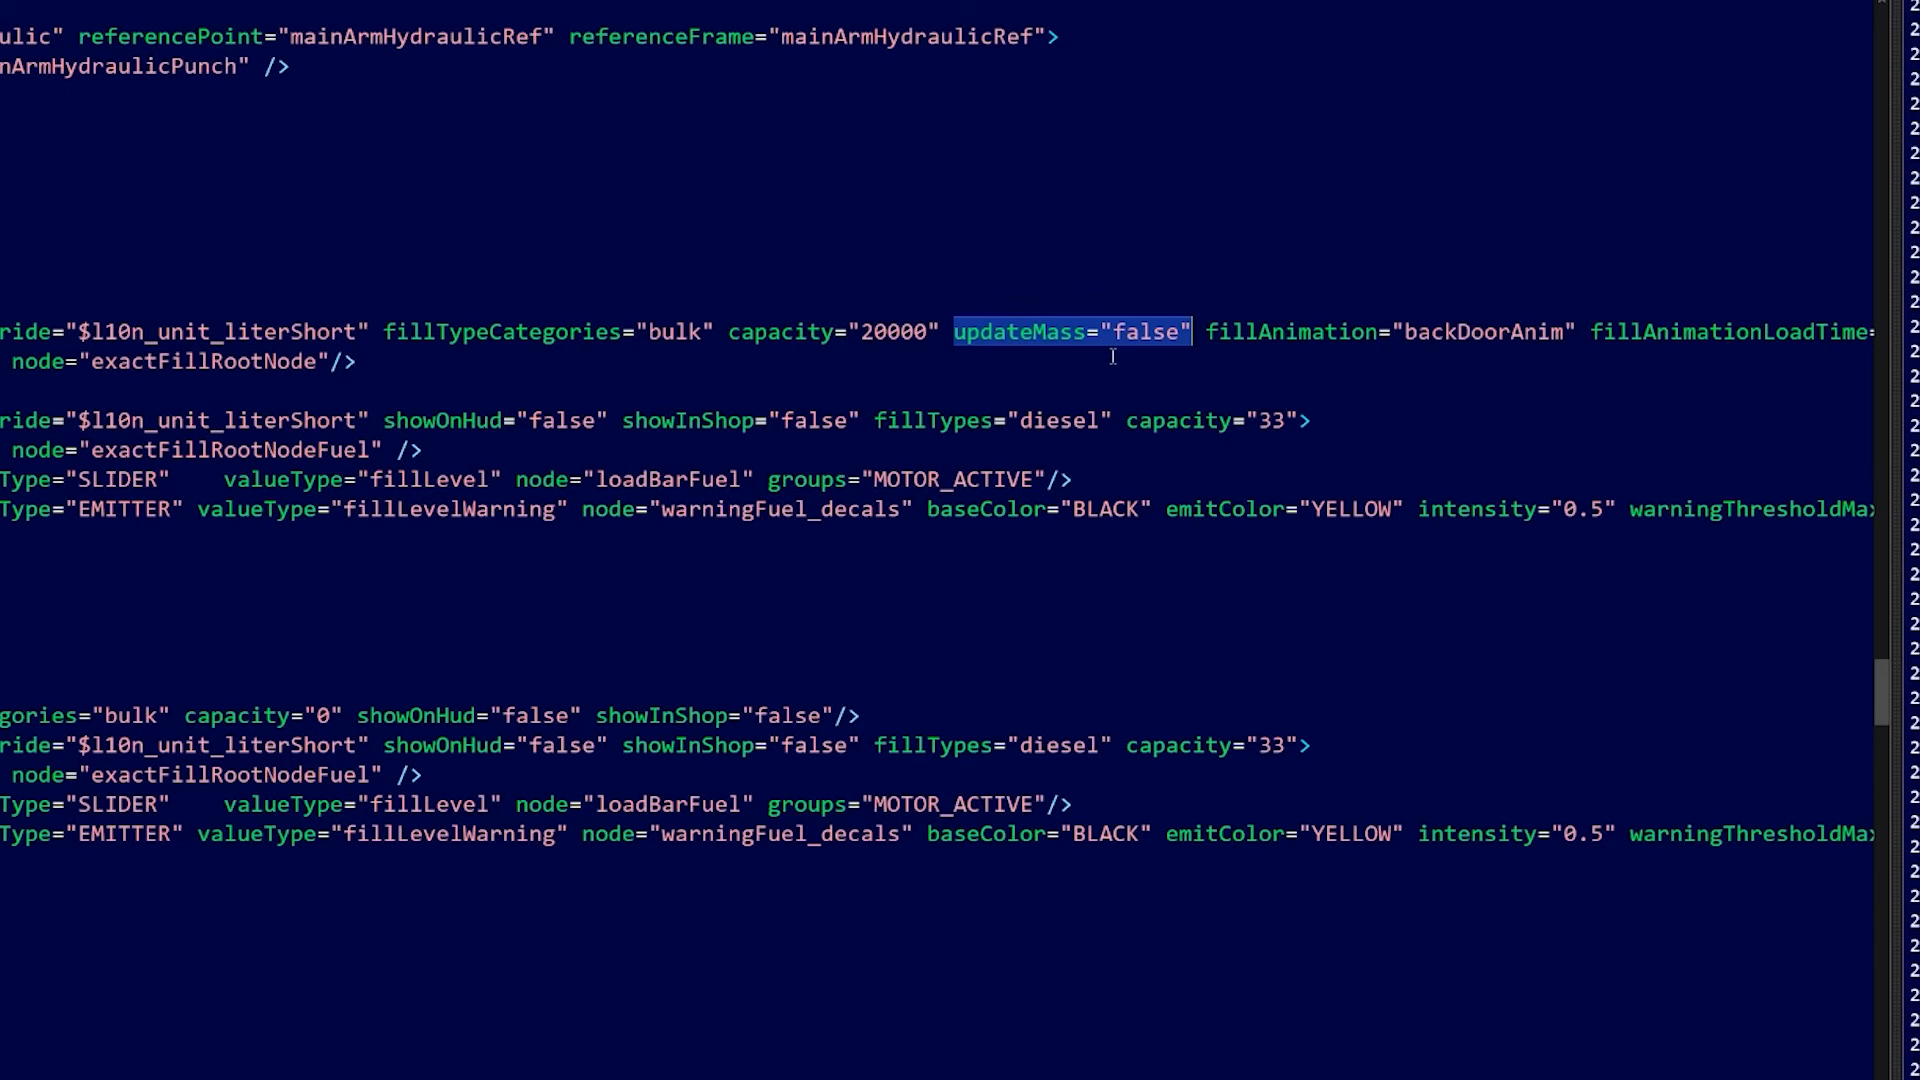 ulic" referencePoint="mainArmHydraulicRef" referenceFrame="mainArmHydraulicRef">
nArmHydraulicPunch" />
ride="$l10n_unit_literShort" fillTypeCategories="bulk" capacity="20000" updateMass="false" fillAnimation="backDoorAnim" fillAnimationLoadTime=
node="exactFillRootNode"/>
ride="$l10n_unit_literShort" showOnHud="false" showInShop="false" fillTypes="diesel" capacity="33">
node="exactFillRootNodeFuel" />
Type="SLIDER" valueType="fillLevel" node="loadBarFuel" groups="MOTOR_ACTIVE"/>
Type="EMITTER" valueType="fillLevelWarning" node="warningFuel_decals" baseColor="BLACK" emitColor="YELLOW" intensity="0.5" warningThresholdMax
gories="bulk" capacity="0" showOnHud="false" showInShop="false"/>
ride="$l10n_unit_literShort" showOnHud="false" showInShop="false" fillTypes="diesel" capacity="33">
node="exactFillRootNodeFuel" />
Type="SLIDER" valueType="fillLevel" node="loadBarFuel" groups="MOTOR_ACTIVE"/>
Type="EMITTER" valueType="fillLevelWarning" node="warningFuel_decals" baseColor="BLACK" emitColor="YELLOW" intensity="0.5" warningThresholdMax